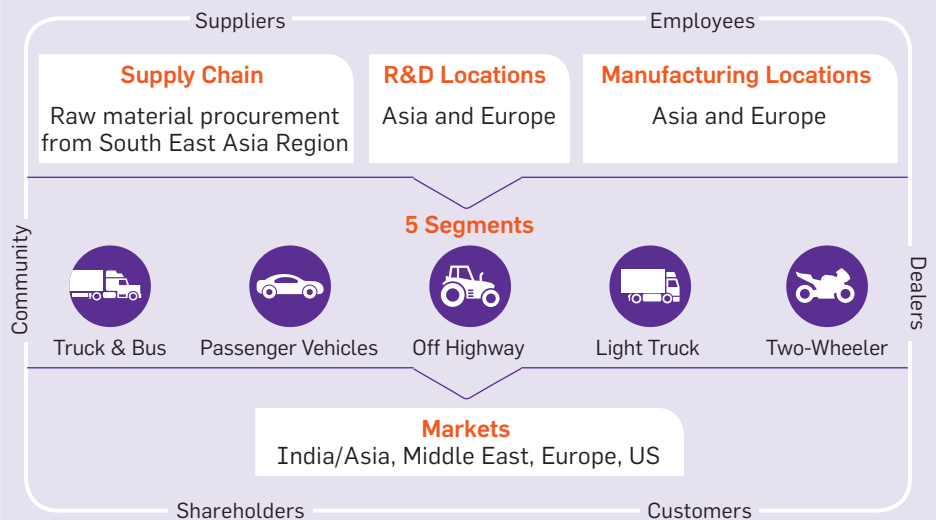 Suppliers
Employees
Supply Chain
Raw material procurement
from South East Asia Region
R&D Locations
Asia and Europe
Manufacturing Locations
Asia and Europe
Community
Dealers
5 Segments
Truck & Bus
Passenger Vehicles
Off Highway
Light Truck
Two-Wheeler
Markets
India/Asia, Middle East, Europe, US
Shareholders
Customers